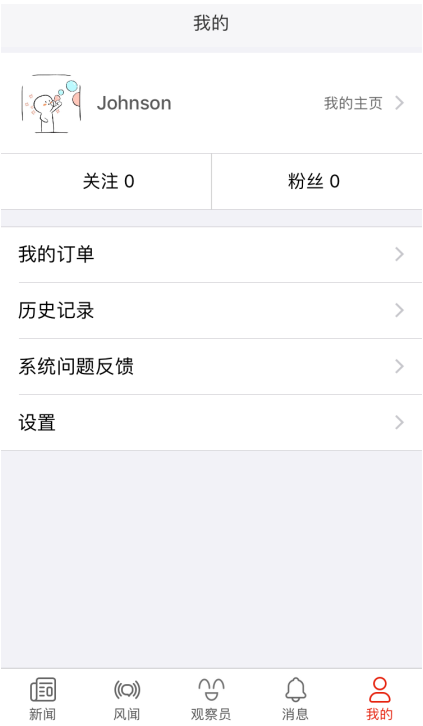 我的
Johnson 我的主页
关注 0 粉丝 0
我的订单
历史记录
系统问题反馈
设置
新闻 风闻 观察员 消息 我的